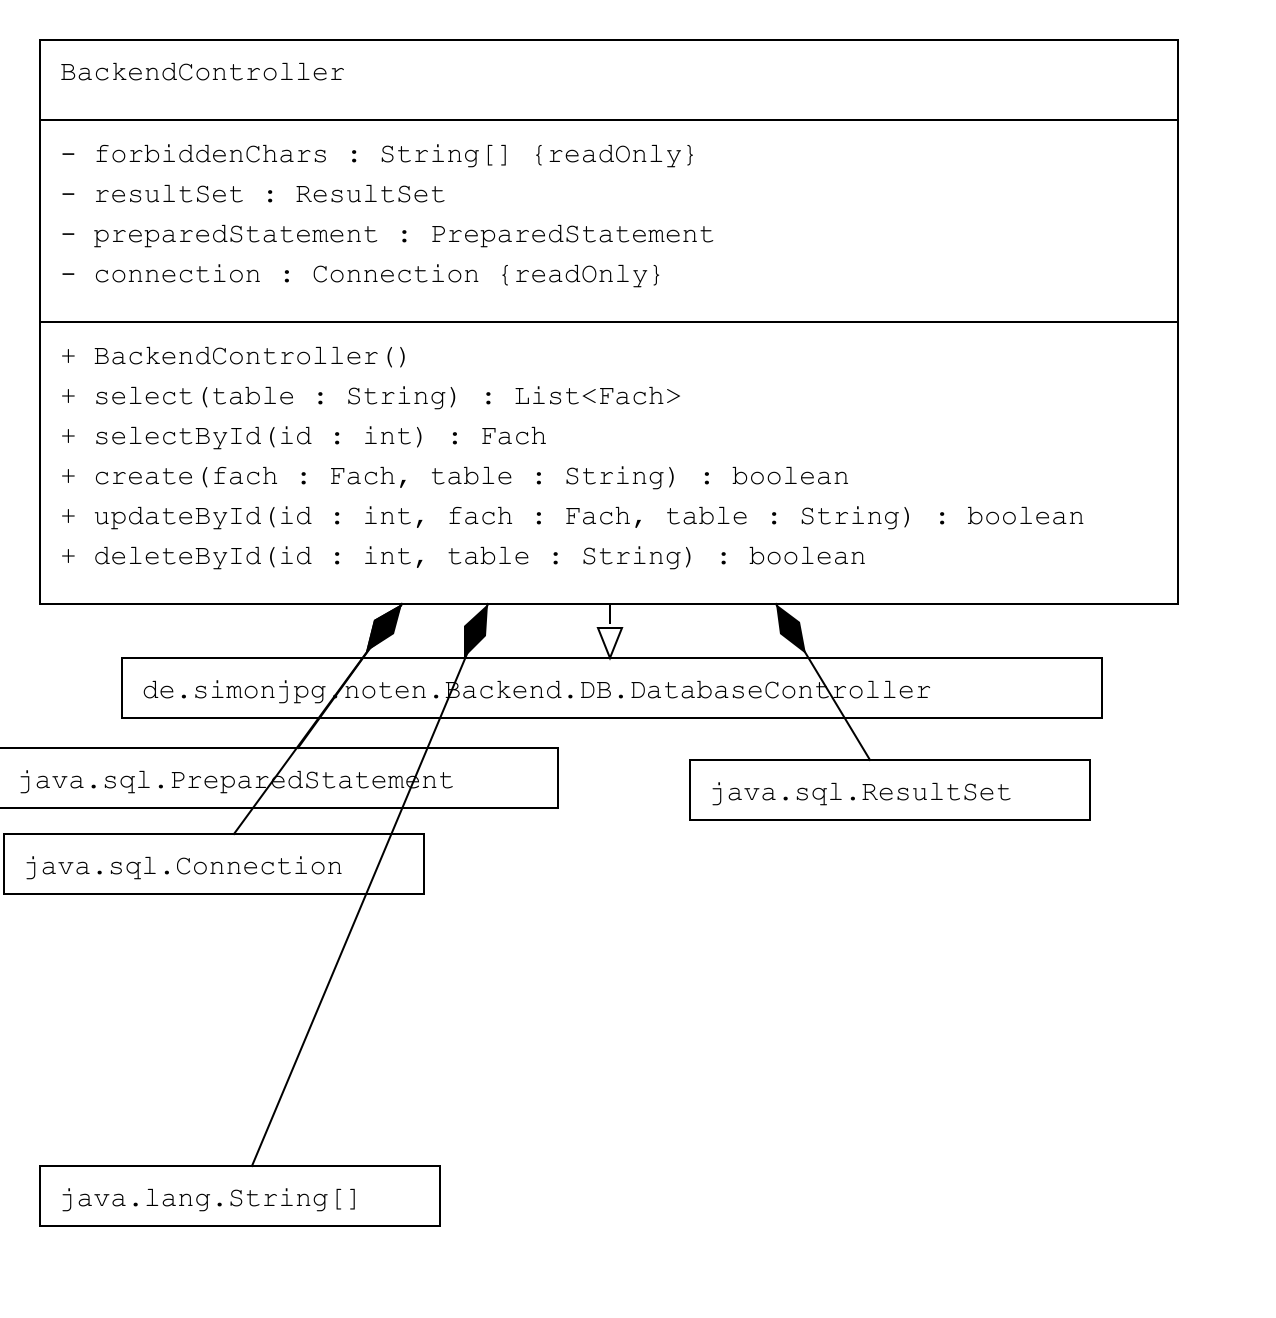 BackendController
- forbiddenChars : String[] {readOnly}
- resultSet : ResultSet
- preparedStatement : PreparedStatement
- connection : Connection {readOnly}
+ BackendController()
+ select(table : String) : List<Fach>
+ selectById(id : int) : Fach
+ create(fach : Fach, table : String) : boolean
+ updateById(id : int, fach : Fach, table : String) : boolean
+ deleteById(id : int, table : String) : boolean
de.simonjpg.noten.Backend.DB.DatabaseController
java.sql.PreparedStatement
java.sql.ResultSet
java.sql.Connection
java.lang.String[]